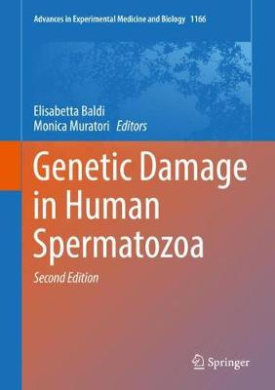 Advances in Experimental Medicine and Biology 1166
Elisabetta Baldi
Monica Muratori Editors
Genetic Damage
in Human
Spermatozoa
Second Edition
Springer